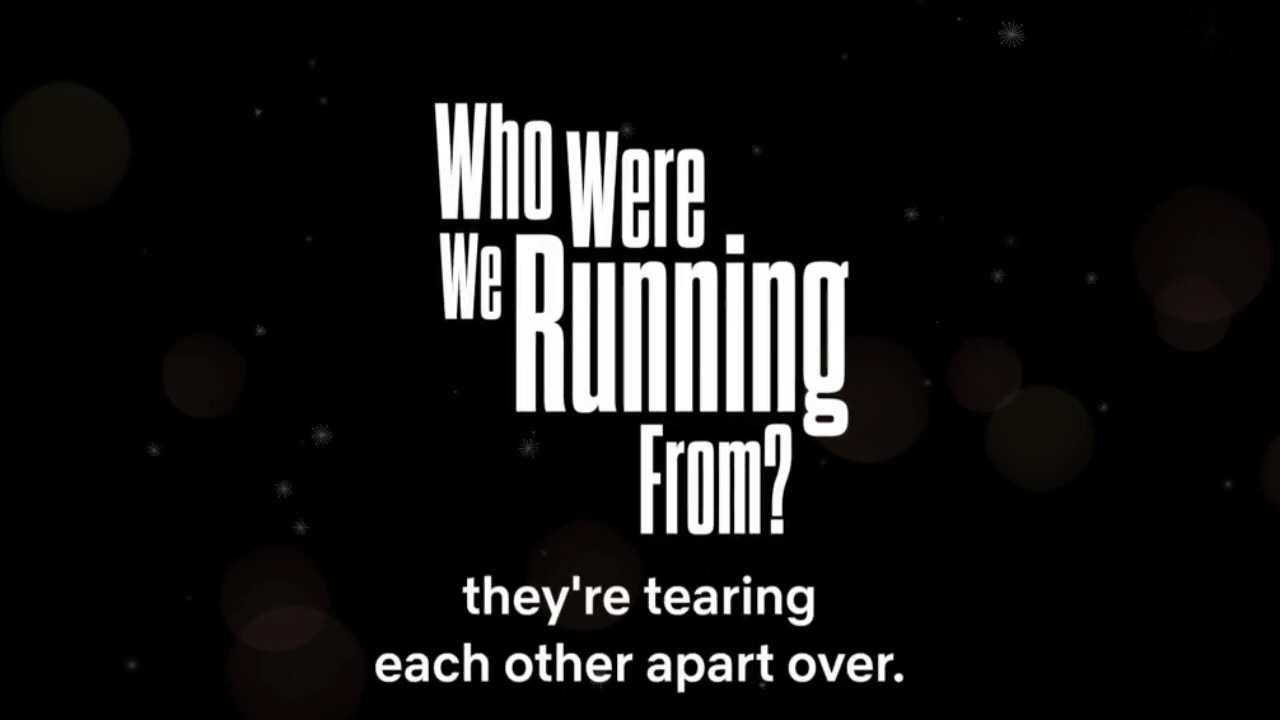 Who Were
We Running
From?
they're tearing
each other apart over.